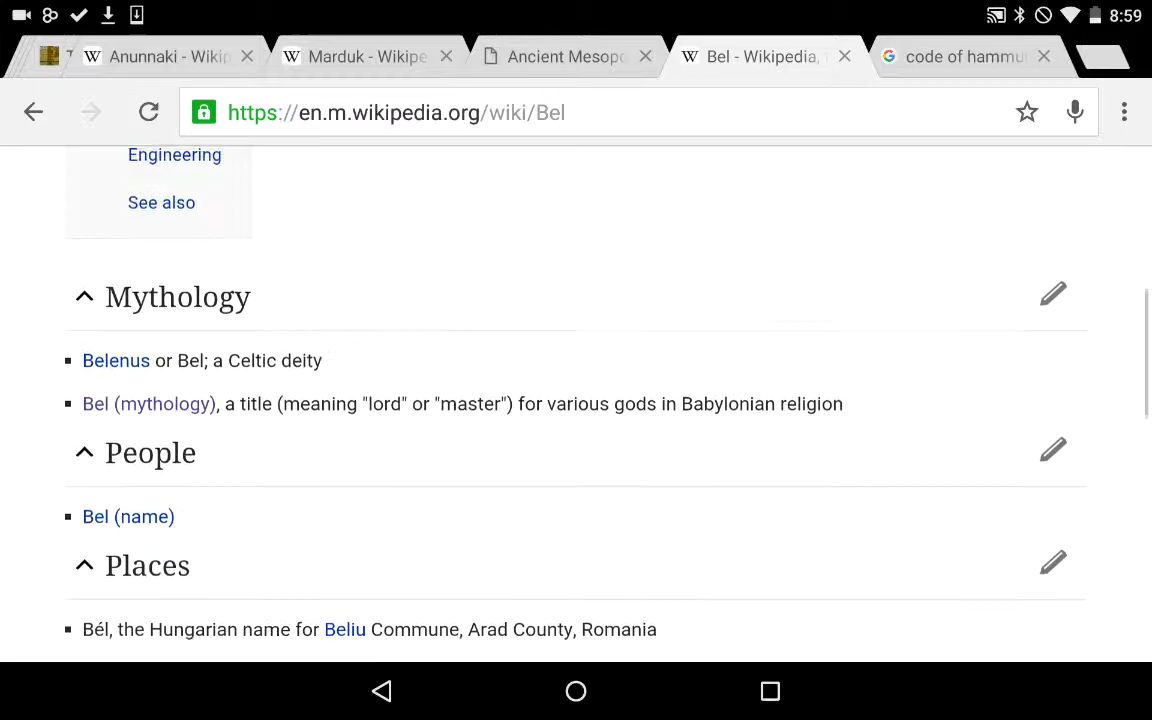 8:59
Anunnaki - Wikip
Marduk - Wikipe
Ancient Mesopo
Bel - Wikipedia,
code of hammu
https://en.m.wikipedia.org/wiki/Bel
Engineering
See also
Mythology
Belenus or Bel; a Celtic deity
Bel (mythology), a title (meaning "lord" or "master") for various gods in Babylonian religion
People
Bel (name)
Places
Bél, the Hungarian name for Beliu Commune, Arad County, Romania